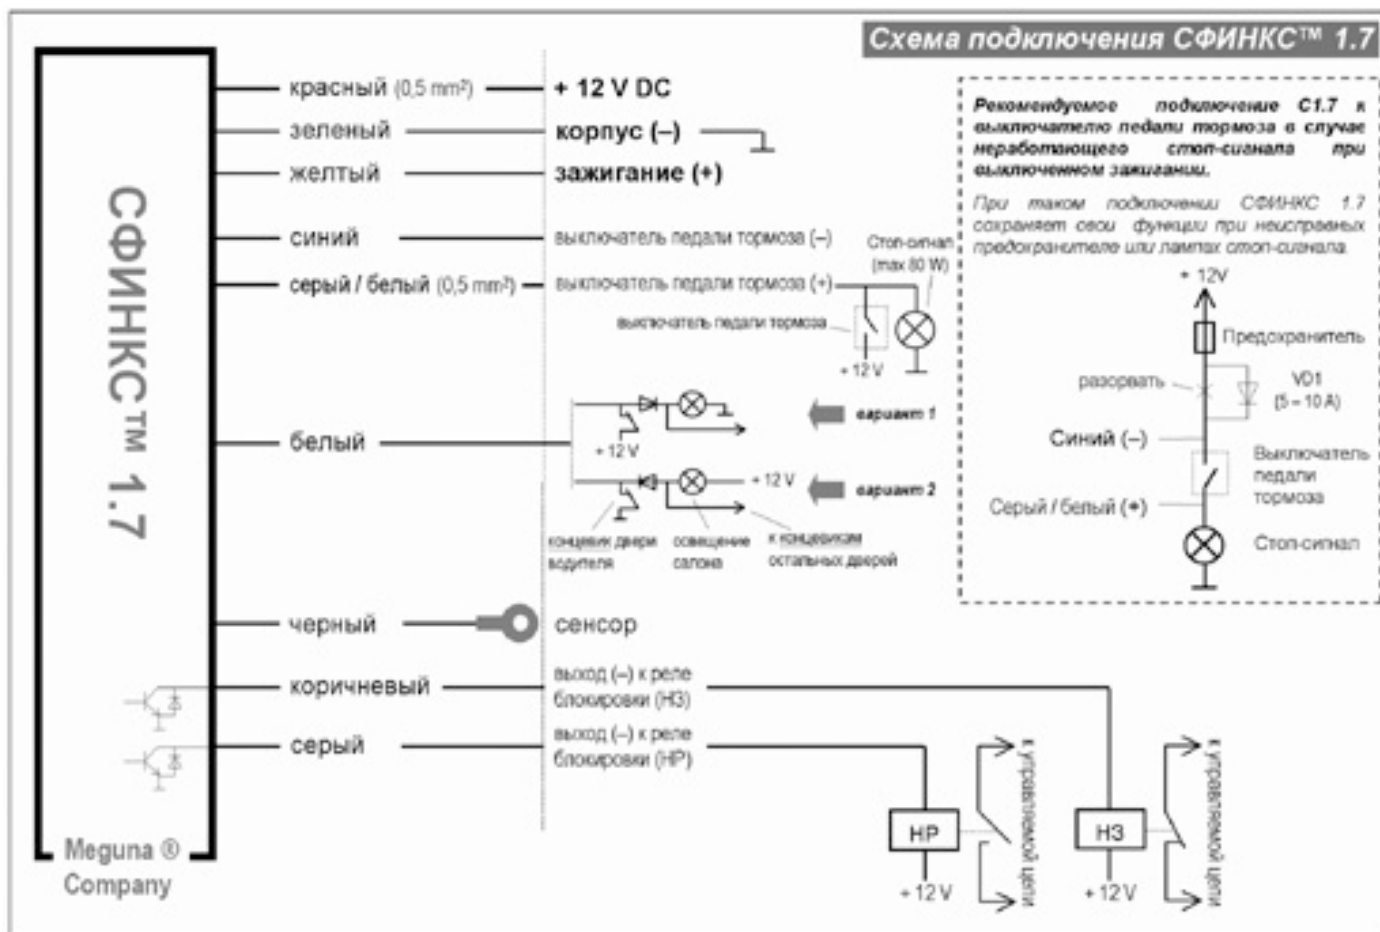 Схема подключения СФИНКС™ 1.7
СФИНКС™ 1.7
красный (0,5 mm²)
+ 12 V DC
зеленый
корпус (–)
желтый
зажигание (+)
синий
выключатель педали тормоза (–)
серый / белый (0,5 mm²)
выключатель педали тормоза (+)
Стоп-сигнал
(max 80 W)
выключатель педали тормоза
+ 12 V
белый
+ 12 V
вариант 1
+ 12 V
вариант 2
концевик двери
водителя
освещение
салона
к концевикам
остальных дверей
черный
сенсор
коричневый
выход (–) к реле
блокировки (НЗ)
серый
выход (–) к реле
блокировки (НР)
НР
+ 12 V
к управляемой цепи
НЗ
+ 12 V
к управляемой цепи
Meguna ®
Company
Рекомендуемое подключение С1.7 к
выключателю педали тормоза в случае
неработающего стоп-сигнала при
выключенном зажигании.
При таком подключении СФИНКС 1.7
сохраняет свои функции при неисправных
предохранителе или лампах стоп-сигнала.
+ 12V
Предохранитель
разорвать
VD1
(5 – 10 A)
Синий (–)
Выключатель
педали
тормоза
Серый / белый (+)
Стоп-сигнал